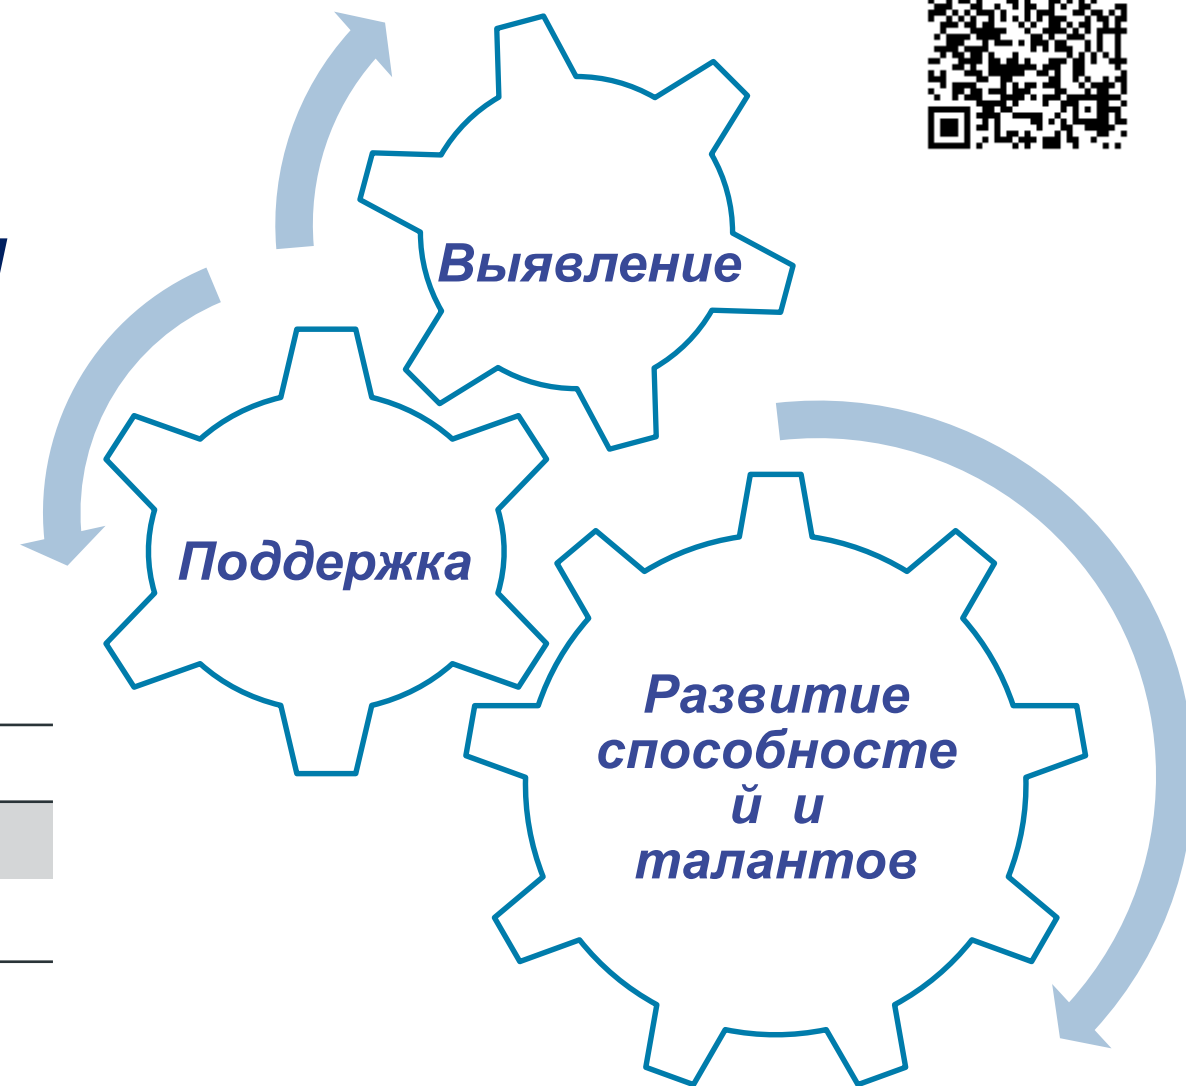 Выявление
Поддержка
Развитие
способносте
й и
талантов